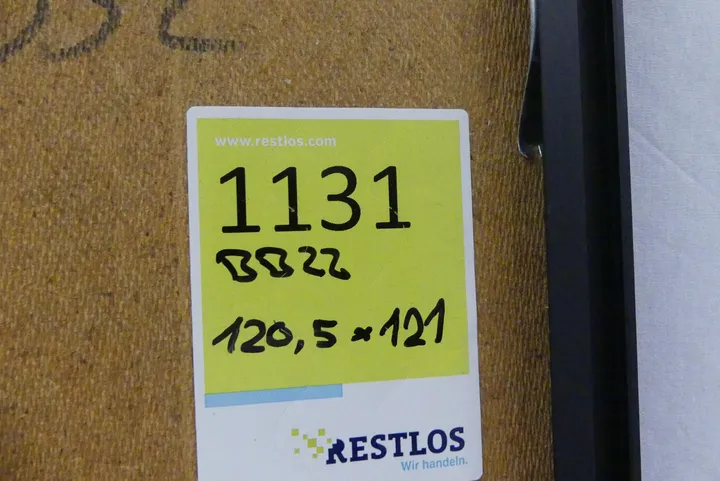 www.restlos.com
1131
BB22
120,5 x 121
RESTLOS
Wir handeln.